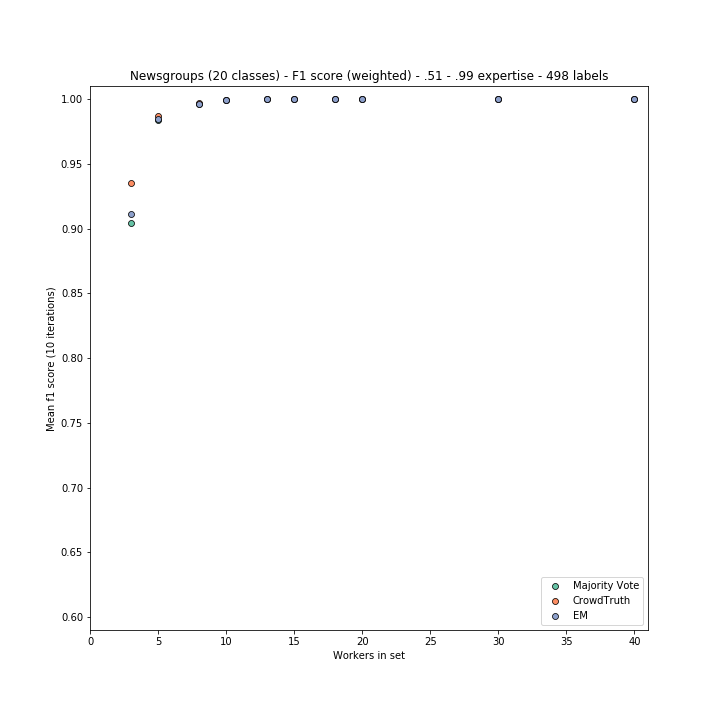 Newsgroups (20 classes) - F1 score (weighted) - .51 - .99 expertise - 498 labels
Mean f1 score (10 iterations)
1.00
0.95
0.90
0.85
0.80
0.75
0.70
0.65
0.60
Majority Vote
CrowdTruth
EM
0 5 10 15 20 25 30 35 40
Workers in set